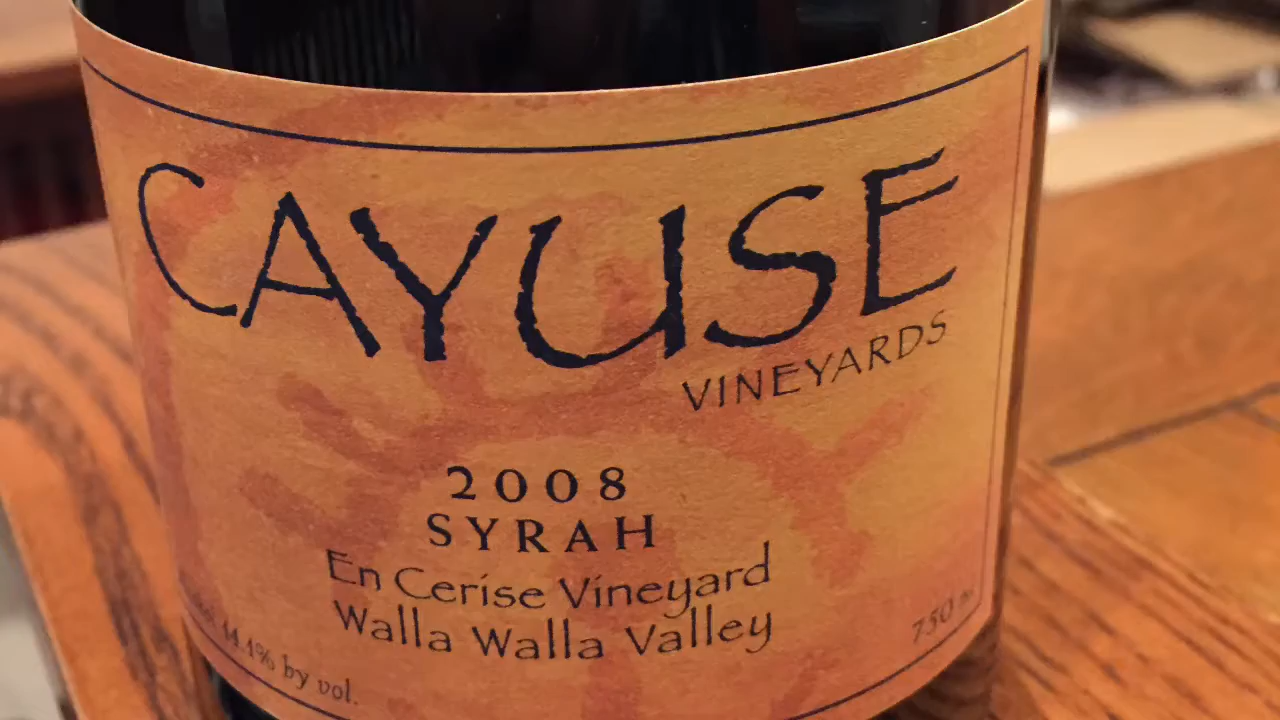 CAYUSE
VINEYARDS
2008
SYRAH
En Cerise Vineyard
Walla Walla Valley
14.1% by vol.
750